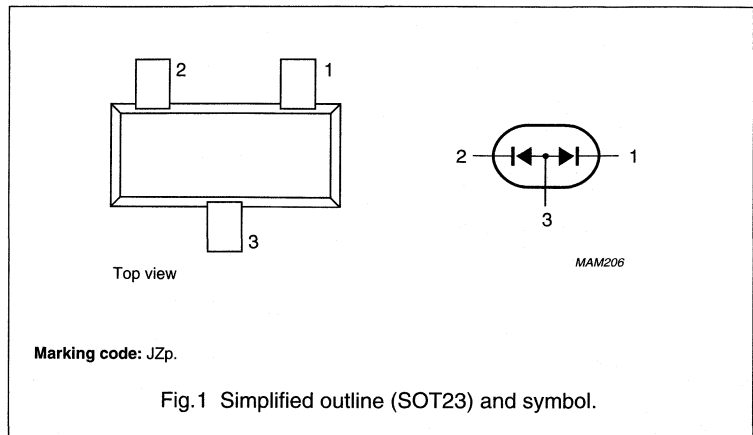 2
1
3
Top view
2
1
3
MAM206
Marking code: JZp.
Fig.1 Simplified outline (SOT23) and symbol.